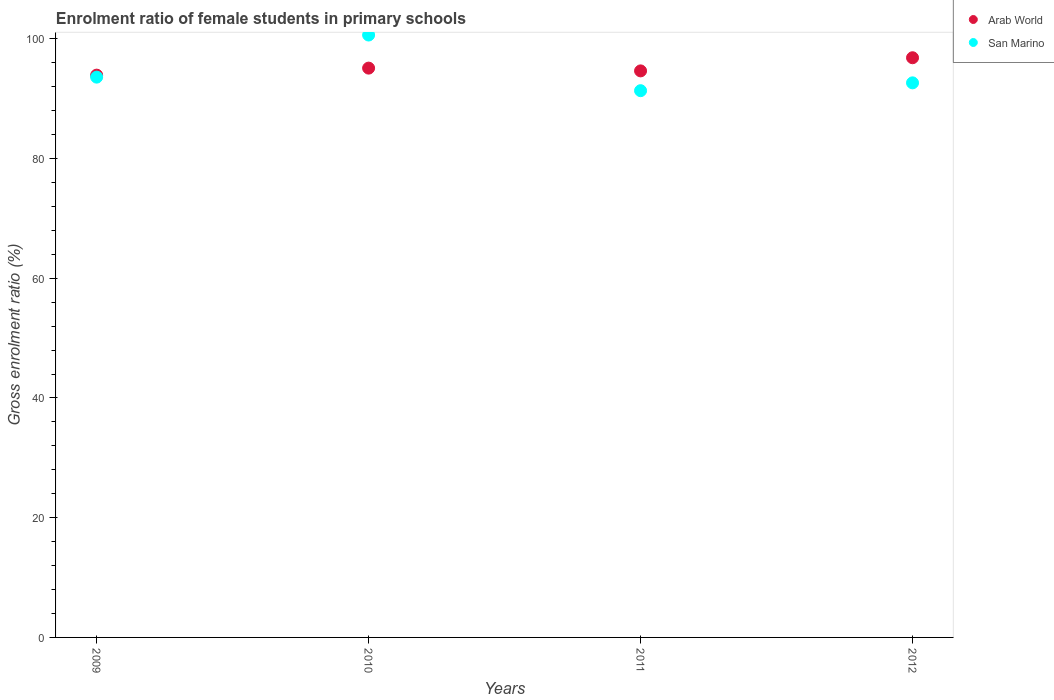 Enrolment ratio of female students in primary schools
Arab World
San Marino
Gross enrolment ratio (%)
100
80
60
40
20
0
2009
2010
2011
2012
Years